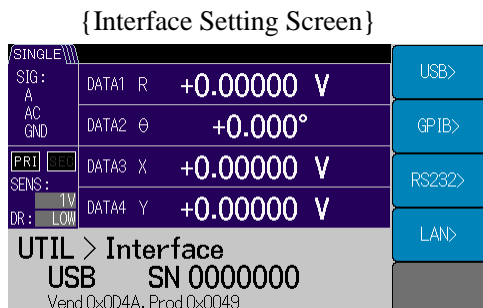 {Interface Setting Screen}
SINGLE
SIG:
A
AC
GND
PRI SEC
SENS:
1V
DR: LOW
DATA1 R +0.00000 V
DATA2 θ +0.000°
DATA3 X +0.00000 V
DATA4 Y +0.00000 V
USB>
GPIB>
RS232>
LAN>
UTIL > Interface
USB SN 0000000
Vend 0x0D4A, Prod 0x0049